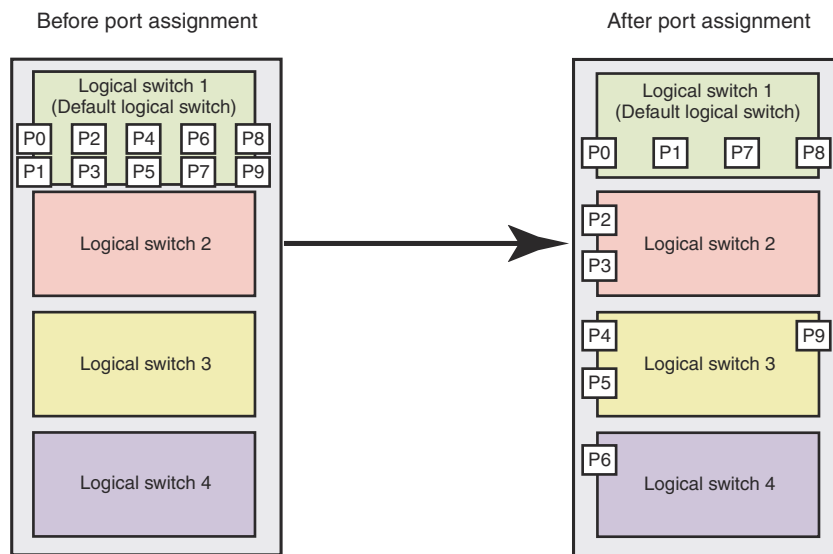 Before port assignment
After port assignment
Logical switch 1
(Default logical switch)
P0 P2 P4 P6 P8
P1 P3 P5 P7 P9
Logical switch 2
Logical switch 3
Logical switch 4
Logical switch 1
(Default logical switch)
P0 P1 P7 P8
P2
Logical switch 2
P3
P4 P9
Logical switch 3
P5
P6
Logical switch 4